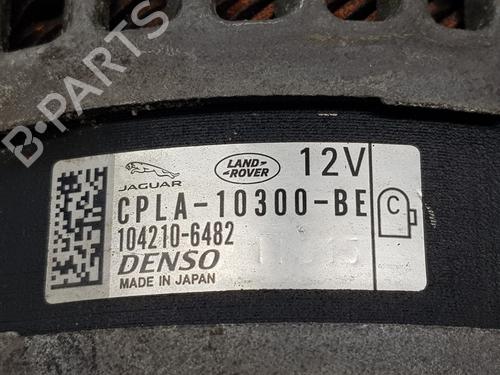 B-PARTS
JAGUAR
LAND ROVER
12V
CPLA-10300-BE
C
104210-6482
DENSO
MADE IN JAPAN